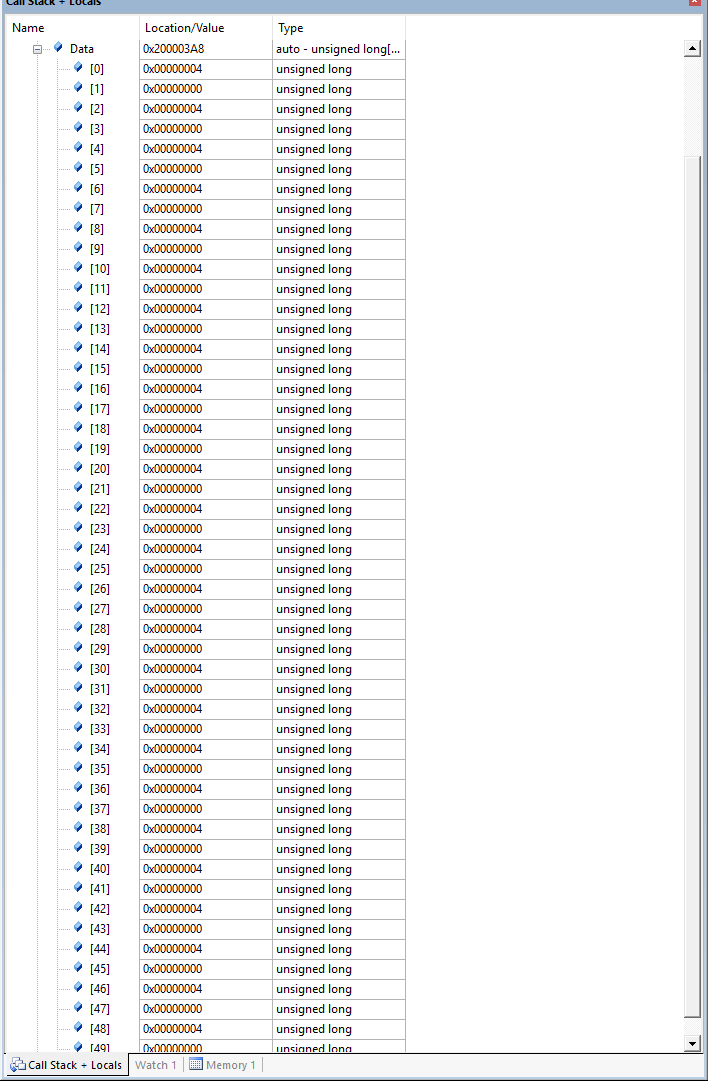 Call Stack + Locals
Name Location/Value Type
Data 0x200003A8 auto - unsigned long[...
[0] 0x00000004 unsigned long
[1] 0x00000000 unsigned long
[2] 0x00000004 unsigned long
[3] 0x00000000 unsigned long
[4] 0x00000004 unsigned long
[5] 0x00000000 unsigned long
[6] 0x00000004 unsigned long
[7] 0x00000000 unsigned long
[8] 0x00000004 unsigned long
[9] 0x00000000 unsigned long
[10] 0x00000004 unsigned long
[11] 0x00000000 unsigned long
[12] 0x00000004 unsigned long
[13] 0x00000000 unsigned long
[14] 0x00000004 unsigned long
[15] 0x00000000 unsigned long
[16] 0x00000004 unsigned long
[17] 0x00000000 unsigned long
[18] 0x00000004 unsigned long
[19] 0x00000000 unsigned long
[20] 0x00000004 unsigned long
[21] 0x00000000 unsigned long
[22] 0x00000004 unsigned long
[23] 0x00000000 unsigned long
[24] 0x00000004 unsigned long
[25] 0x00000000 unsigned long
[26] 0x00000004 unsigned long
[27] 0x00000000 unsigned long
[28] 0x00000004 unsigned long
[29] 0x00000000 unsigned long
[30] 0x00000004 unsigned long
[31] 0x00000000 unsigned long
[32] 0x00000004 unsigned long
[33] 0x00000000 unsigned long
[34] 0x00000004 unsigned long
[35] 0x00000000 unsigned long
[36] 0x00000004 unsigned long
[37] 0x00000000 unsigned long
[38] 0x00000004 unsigned long
[39] 0x00000000 unsigned long
[40] 0x00000004 unsigned long
[41] 0x00000000 unsigned long
[42] 0x00000004 unsigned long
[43] 0x00000000 unsigned long
[44] 0x00000004 unsigned long
[45] 0x00000000 unsigned long
[46] 0x00000004 unsigned long
[47] 0x00000000 unsigned long
[48] 0x00000004 unsigned long
[49] 0x00000000 unsigned long
Call Stack + Locals Watch 1 Memory 1